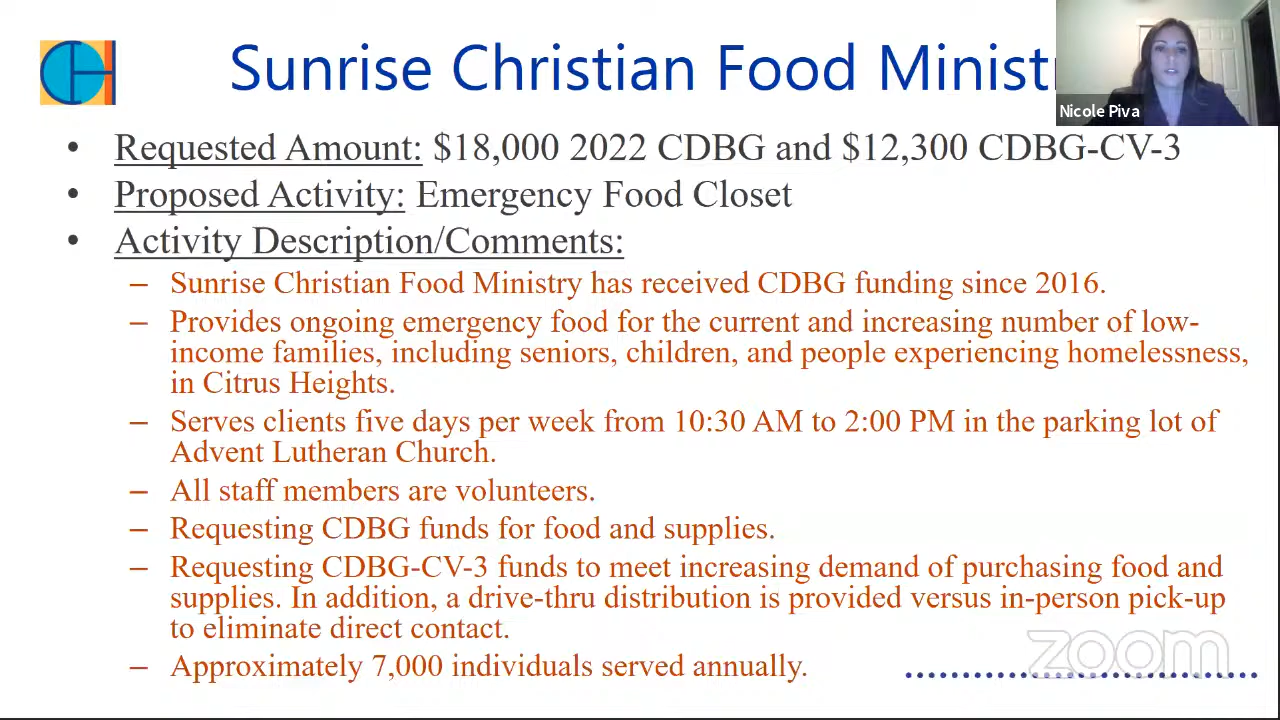 Sunrise Christian Food Minist
Nicole Piva
• Requested Amount: $18,000 2022 CDBG and $12,300 CDBG-CV-3
• Proposed Activity: Emergency Food Closet
• Activity Description/Comments:
– Sunrise Christian Food Ministry has received CDBG funding since 2016.
– Provides ongoing emergency food for the current and increasing number of low-
income families, including seniors, children, and people experiencing homelessness,
in Citrus Heights.
– Serves clients five days per week from 10:30 AM to 2:00 PM in the parking lot of
Advent Lutheran Church.
– All staff members are volunteers.
– Requesting CDBG funds for food and supplies.
– Requesting CDBG-CV-3 funds to meet increasing demand of purchasing food and
supplies. In addition, a drive-thru distribution is provided versus in-person pick-up
to eliminate direct contact.
– Approximately 7,000 individuals served annually.
zoom